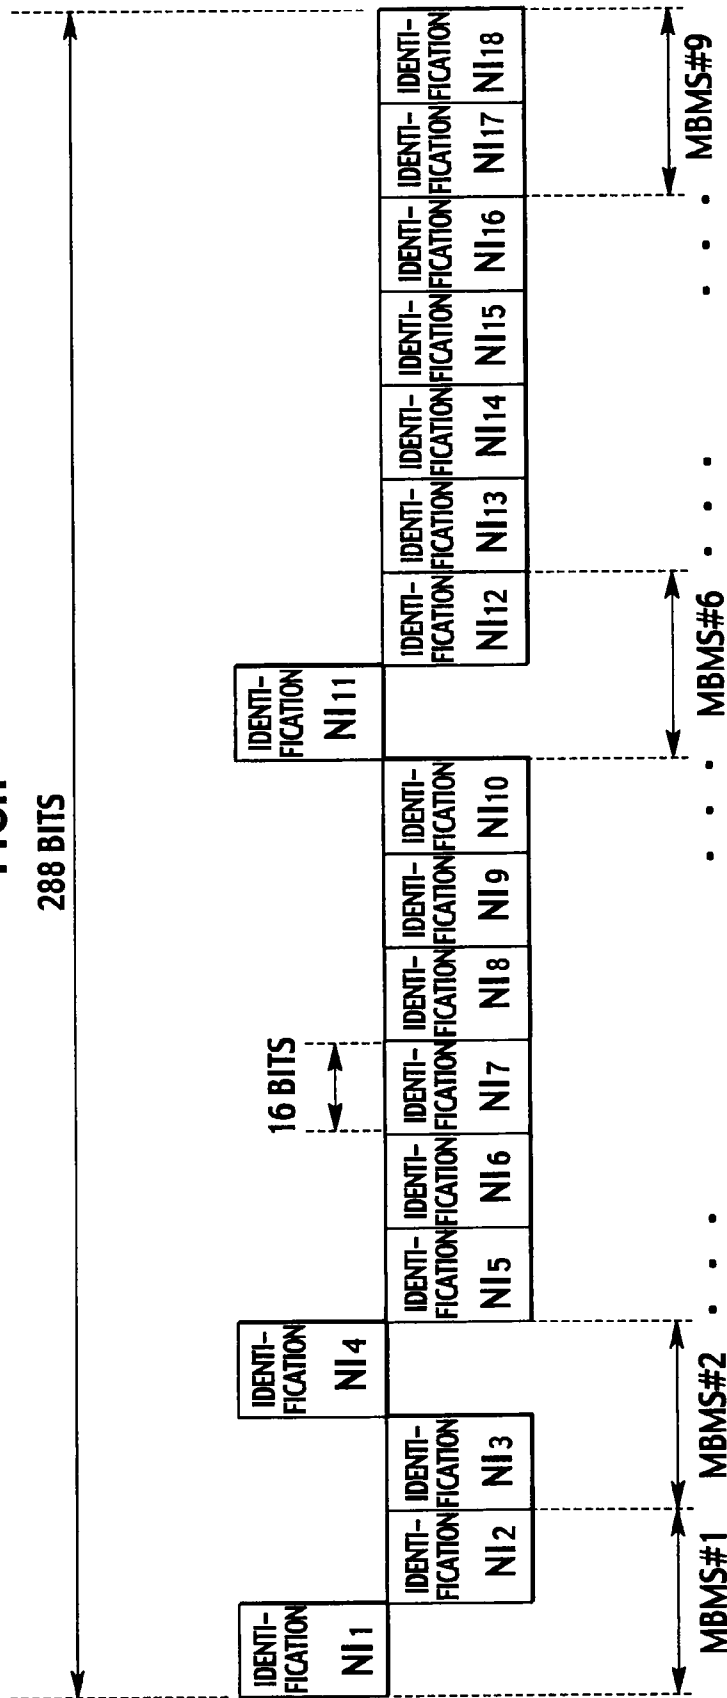 288 BITS
16 BITS
IDENTI-
FICATION
NI1
IDENTI-
FICATION
NI2
IDENTI-
FICATION
NI3
IDENTI-
FICATION
NI4
IDENTI-
FICATION
NI5
IDENTI-
FICATION
NI6
IDENTI-
FICATION
NI7
IDENTI-
FICATION
NI8
IDENTI-
FICATION
NI9
IDENTI-
FICATION
NI10
IDENTI-
FICATION
NI11
IDENTI-
FICATION
NI12
IDENTI-
FICATION
NI13
IDENTI-
FICATION
NI14
IDENTI-
FICATION
NI15
IDENTI-
FICATION
NI16
IDENTI-
FICATION
NI17
IDENTI-
FICATION
NI18
MBMS#1
MBMS#2
. . .
MBMS#6
. . .
MBMS#9